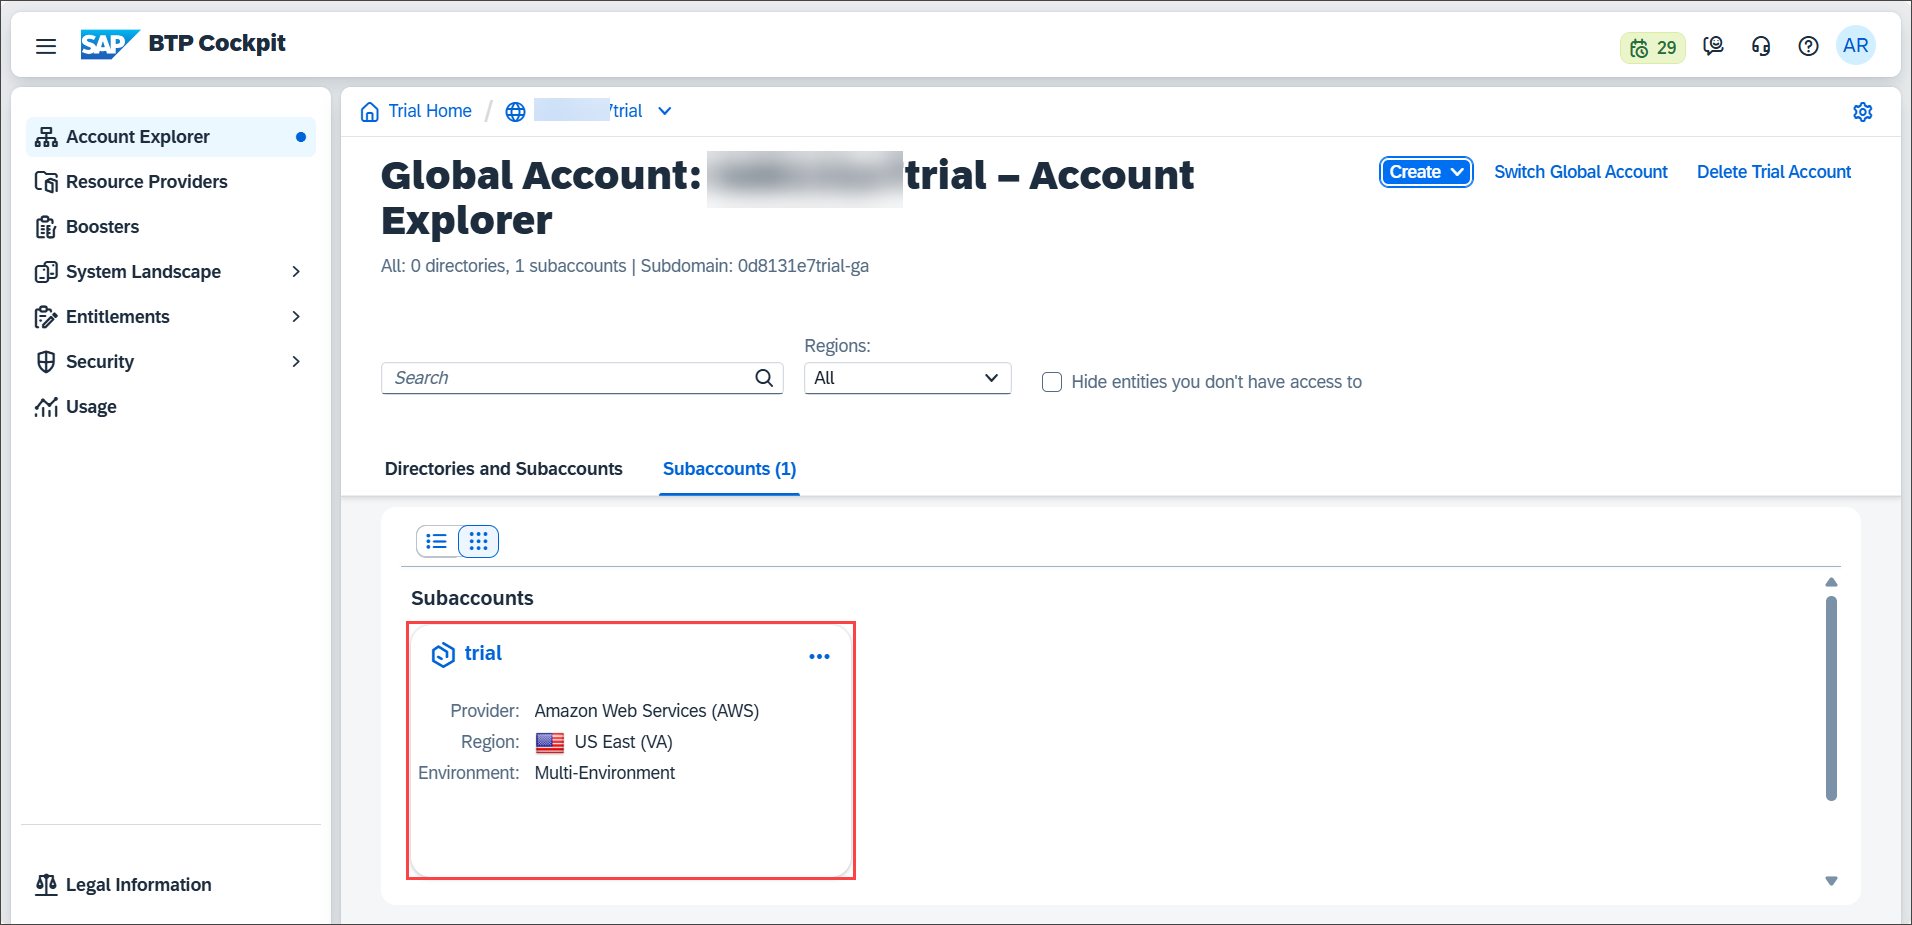 SAP BTP Cockpit
29
AR
Account Explorer
Resource Providers
Boosters
System Landscape
Entitlements
Security
Usage
Legal Information
Trial Home / 7trial
Global Account: trial – Account
Explorer
Create
Switch Global Account
Delete Trial Account
All: 0 directories, 1 subaccounts | Subdomain: 0d8131e7trial-ga
Regions:
Search
All
Hide entities you don't have access to
Directories and Subaccounts
Subaccounts (1)
Subaccounts
trial
Provider: Amazon Web Services (AWS)
Region: US East (VA)
Environment: Multi-Environment